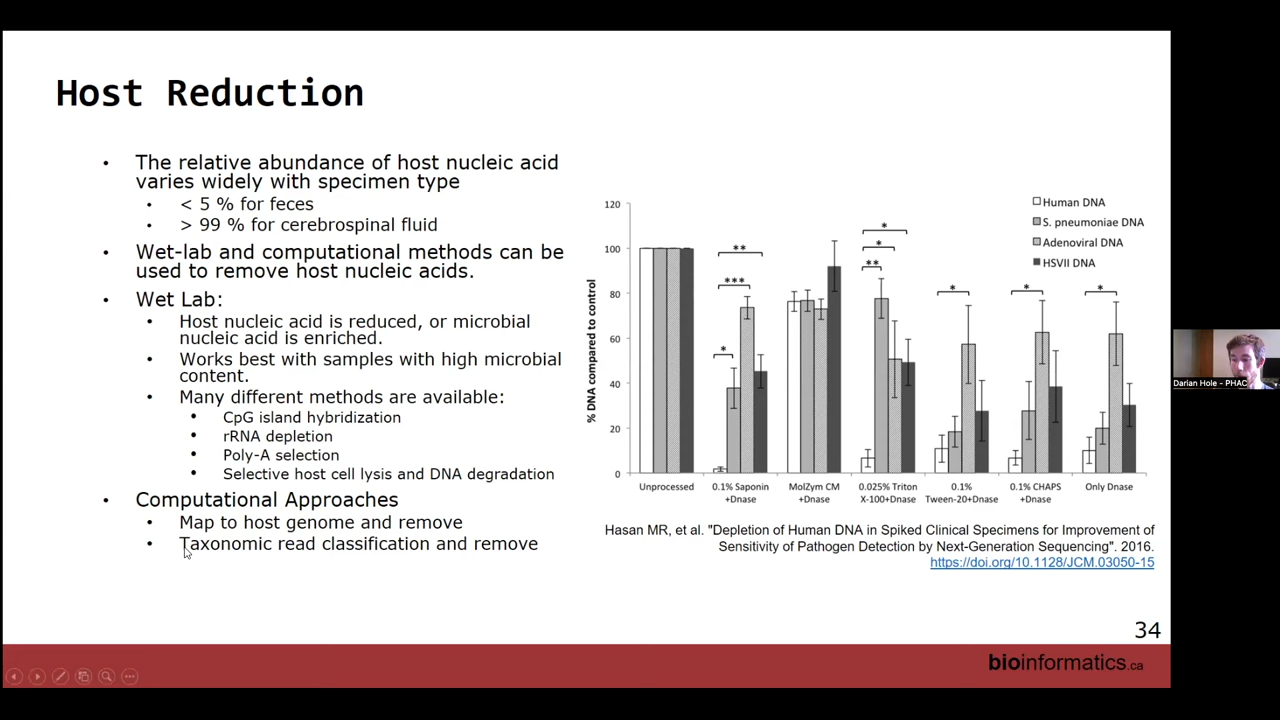 Host Reduction
• The relative abundance of host nucleic acid
varies widely with specimen type
• < 5 % for feces
• > 99 % for cerebrospinal fluid
• Wet-lab and computational methods can be
used to remove host nucleic acids.
• Wet Lab:
• Host nucleic acid is reduced, or microbial
nucleic acid is enriched.
• Works best with samples with high microbial
content.
• Many different methods are available:
• CpG island hybridization
• rRNA depletion
• Poly-A selection
• Selective host cell lysis and DNA degradation
• Computational Approaches
• Map to host genome and remove
• Taxonomic read classification and remove
% DNA compared to control
120
100
80
60
40
20
0
Human DNA
S. pneumoniae DNA
Adenoviral DNA
HSVII DNA
*
***
**
**
*
*
*
*
*
Unprocessed
0.1% Saponin
+Dnase
MolZym CM
+Dnase
0.025% Triton
X-100+Dnase
0.1%
Tween-20+Dnase
0.1% CHAPS
+Dnase
Only Dnase
Hasan MR, et al. "Depletion of Human DNA in Spiked Clinical Specimens for Improvement of
Sensitivity of Pathogen Detection by Next-Generation Sequencing". 2016.
https://doi.org/10.1128/JCM.03050-15
34
bioinformatics.ca
Darian Hole - PHAC